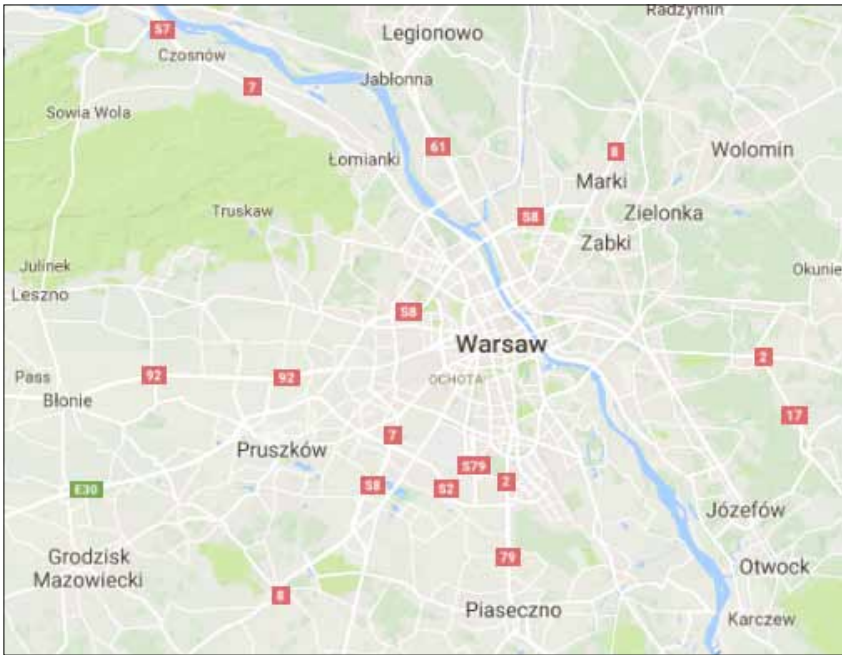 Radzymin
S7
Legionowo
Czosnów
Jabłonna
7
Sowia Wola
61
8
Wolomin
Łomianki
Marki
Truskaw
S8
Zielonka
Ząbki
Julinek
Okunie
Leszno
S8
Warsaw
2
Pass
92
92
OCHOTA
Błonie
17
7
Pruszków
S79
S8
S2
2
E30
Józefów
Grodzisk
Mazowiecki
79
Otwock
8
Piaseczno
Karczew